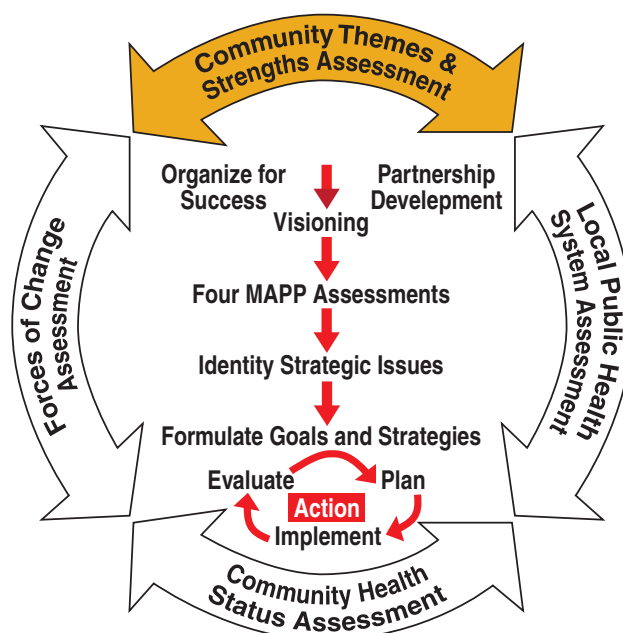 Community Themes &
Strengths Assessment
Organize for
Success
Partnership
Develepment
Visioning
Four MAPP Assessments
Identity Strategic Issues
Formulate Goals and Strategies
Evaluate
Plan
Action
Implement
Forces of Change
Assessment
Local Public Health
System Assessment
Community Health
Status Assessment